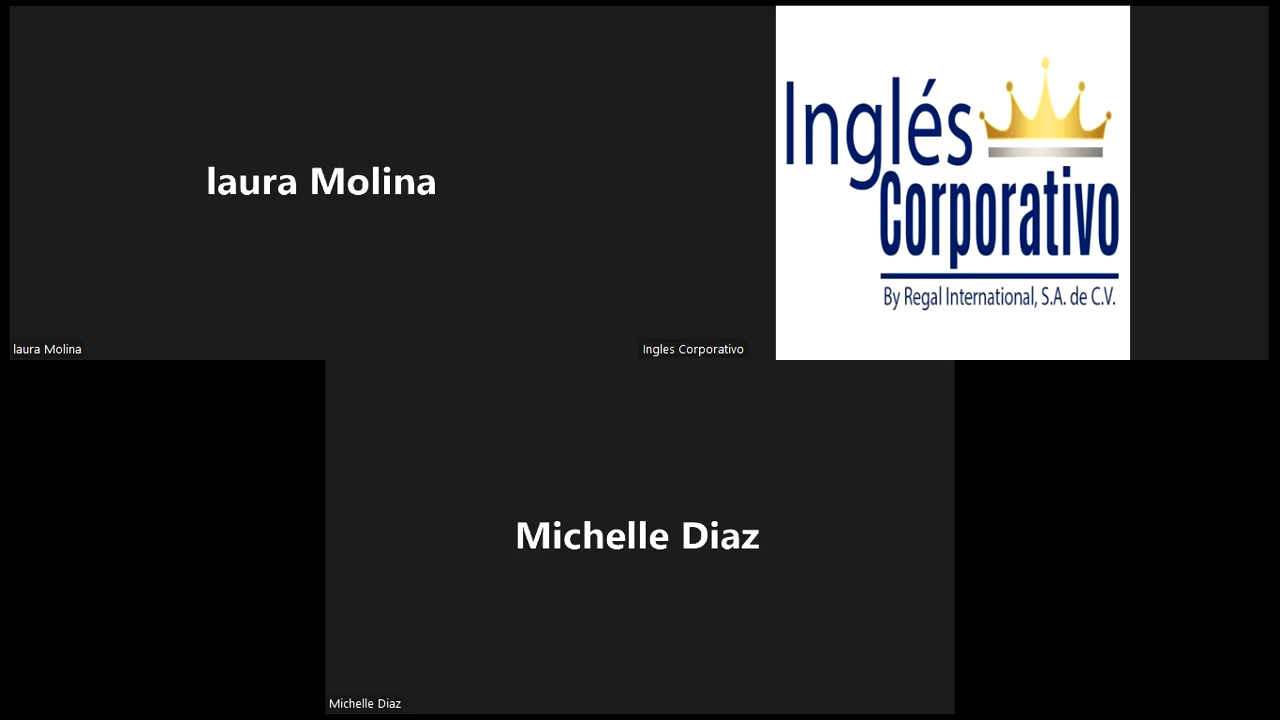 laura Molina
laura Molina
Inglés
Corporativo
By Regal International, S.A. de C.V.
Ingles Corporativo
Michelle Diaz
Michelle Diaz